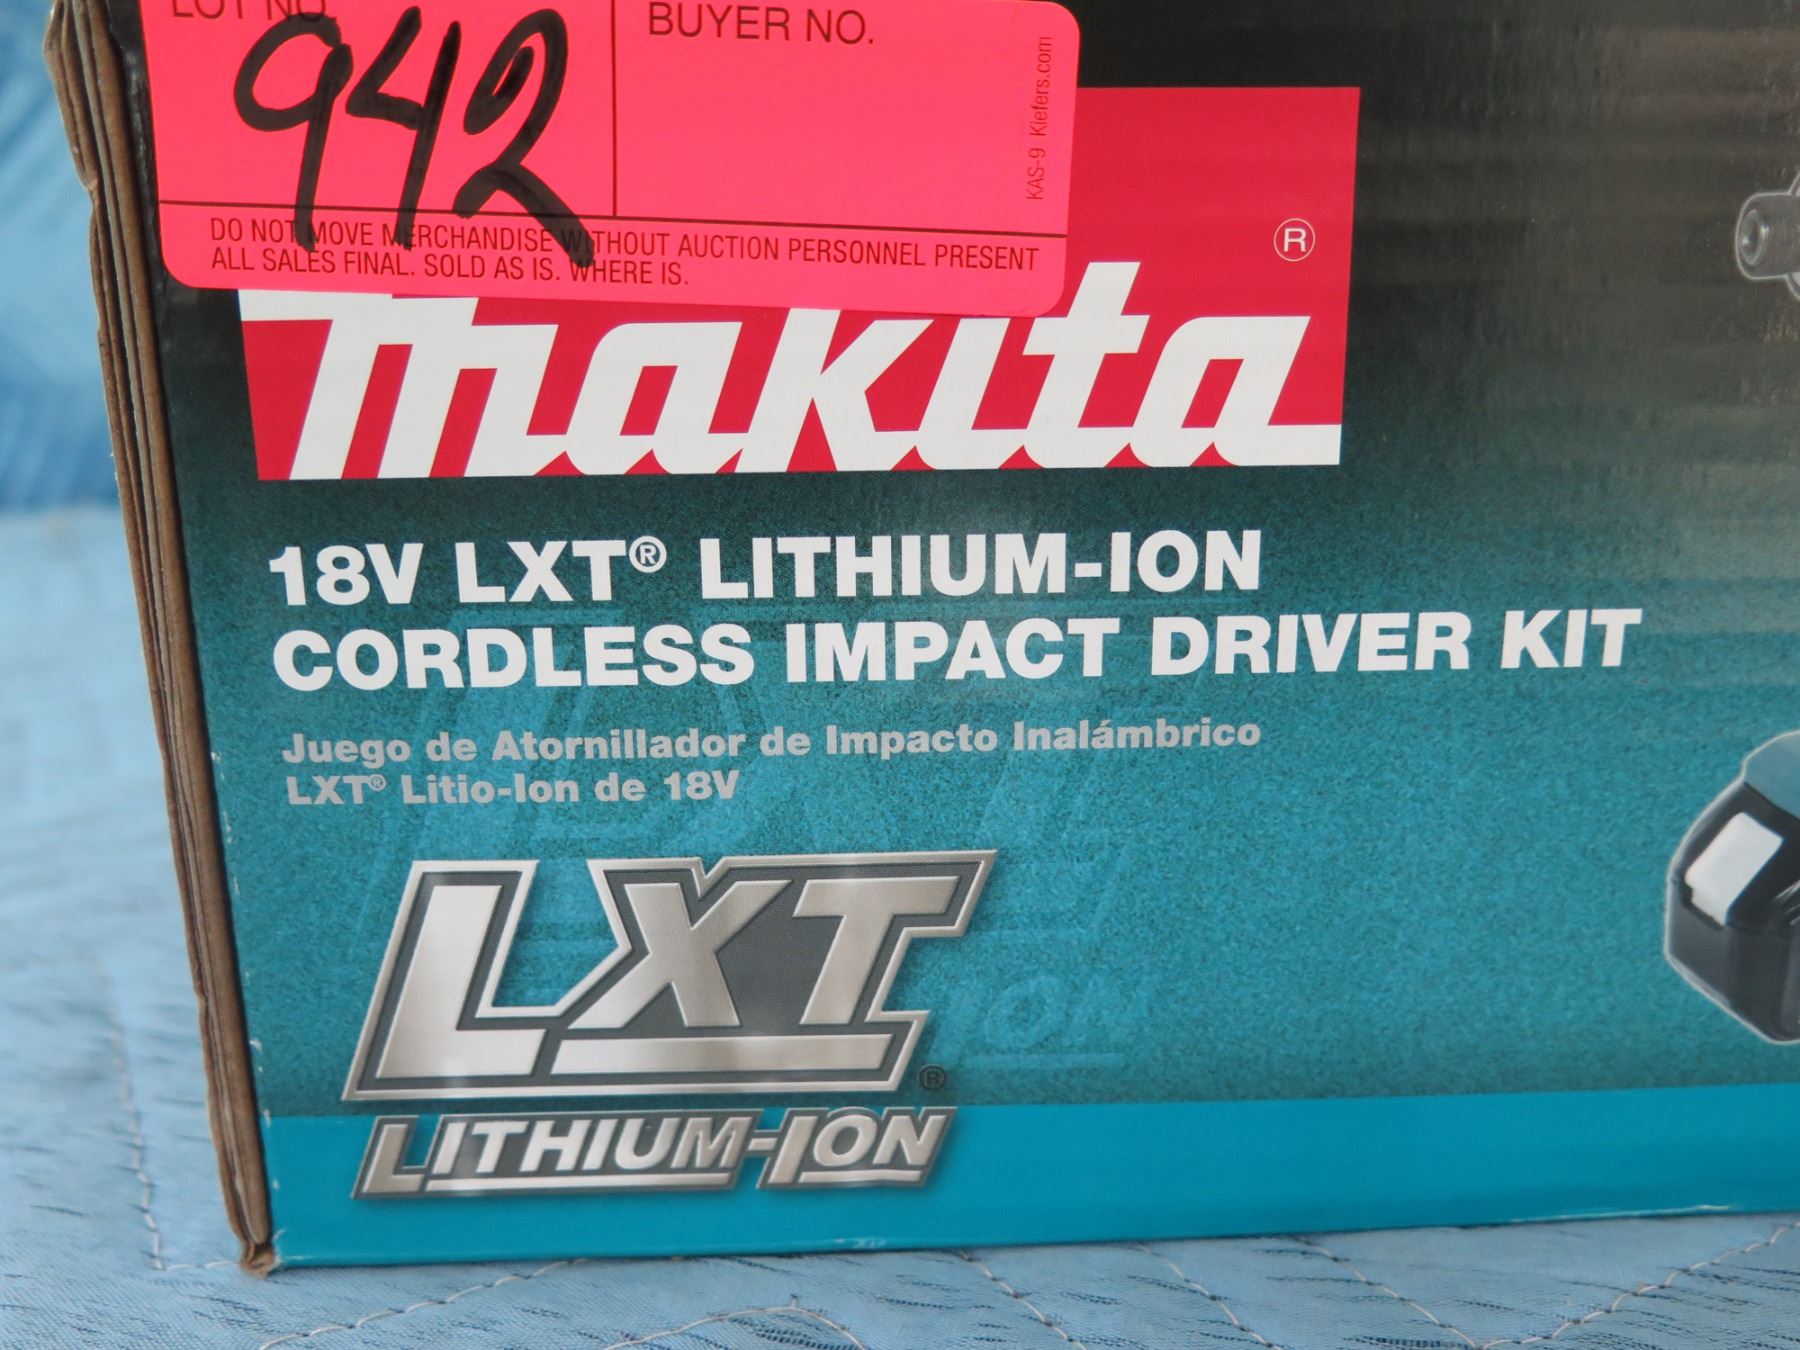 LOT NO.
942
BUYER NO.
KAS-9 Kiefers.com
DO NOT MOVE MERCHANDISE WITHOUT AUCTION PERSONNEL PRESENT
ALL SALES FINAL. SOLD AS IS. WHERE IS.
®
makita
18V LXT® LITHIUM-ION
CORDLESS IMPACT DRIVER KIT
Juego de Atornillador de Impacto Inalámbrico
LXT® Litio-Ion de 18V
LXT®
LITHIUM-ION